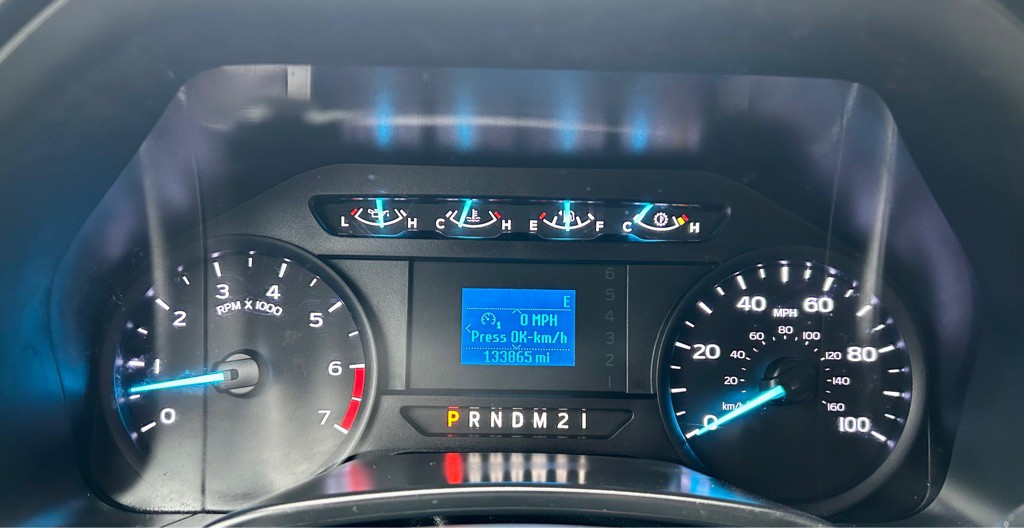 L H C H E F C H
0 1 2 3 4 5 6 7
RPM X 1000
E
1 0 MPH
Press OK-km/h
133865 mi
6
5
4
3
2
1
P R N D M 2 1
0 20 40 60 80 100
MPH
20 40 60 80 100 120 140 160
km/h